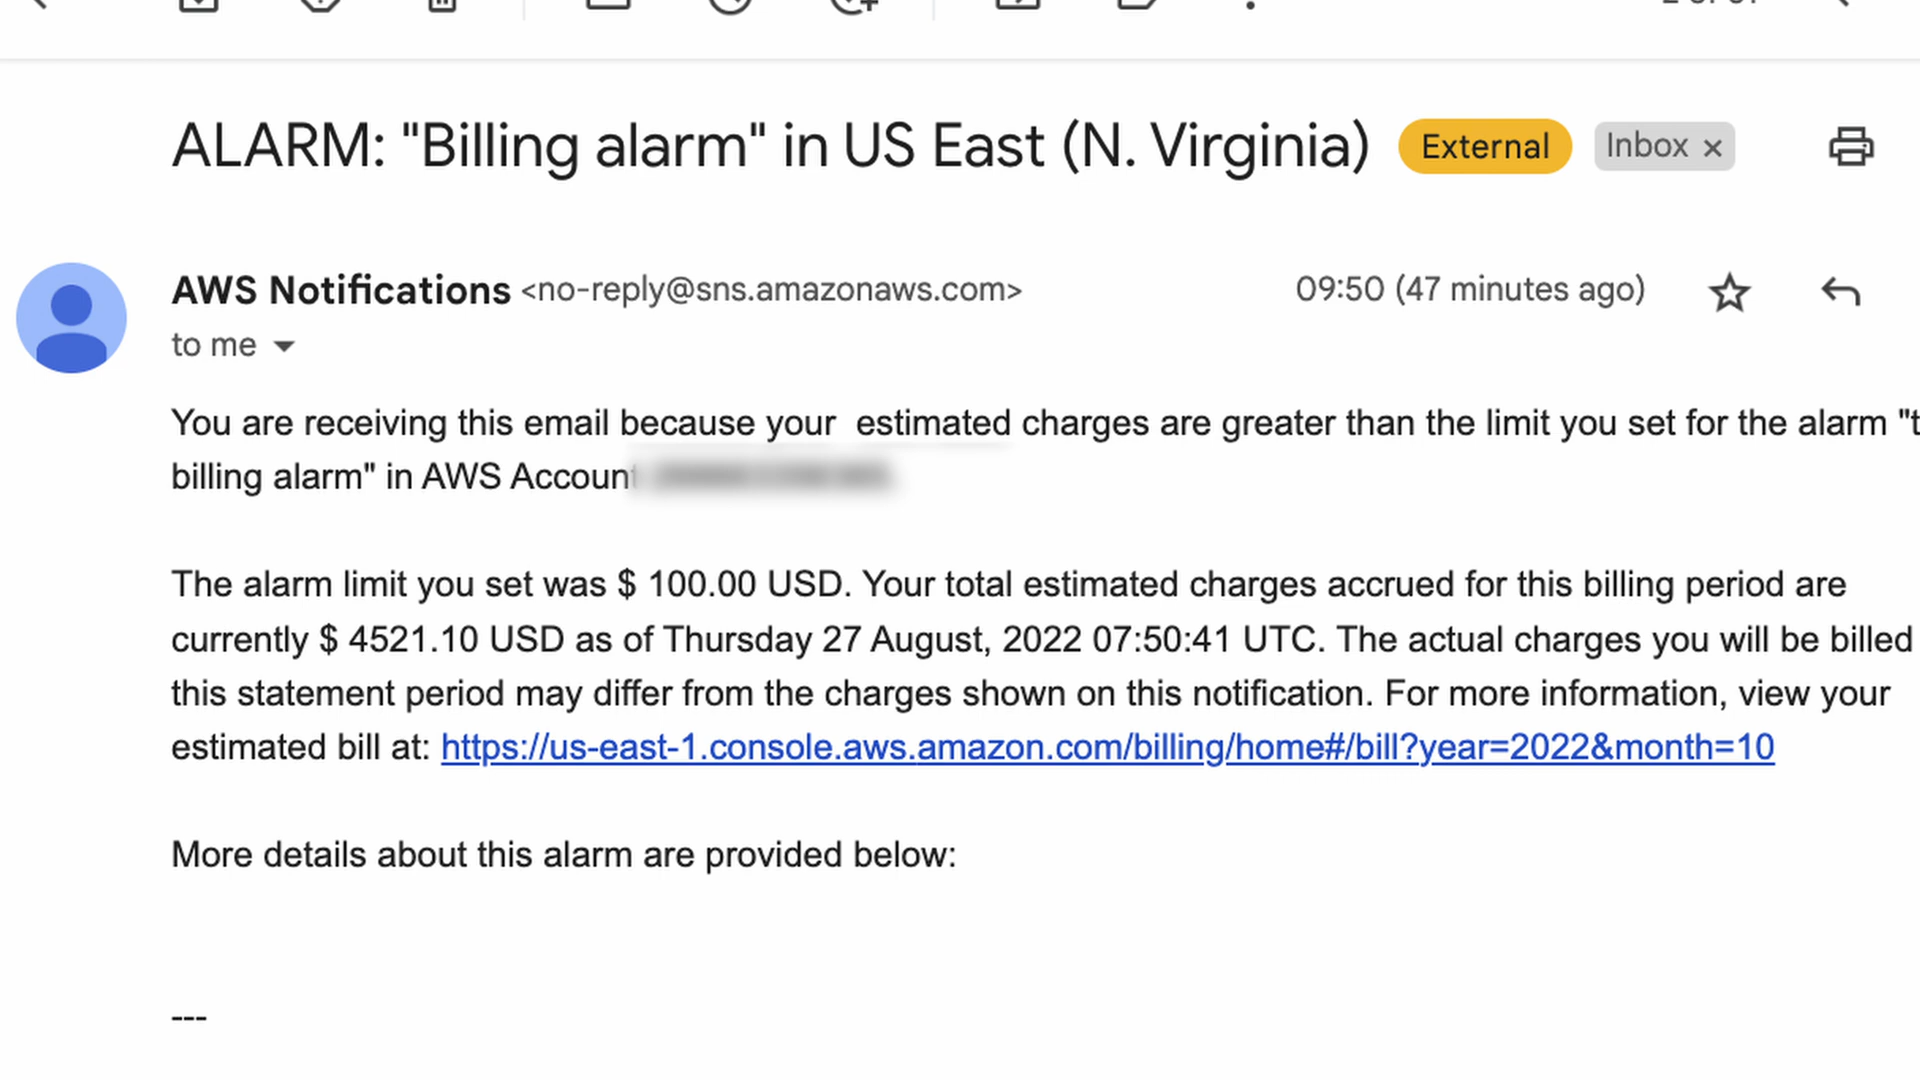 ALARM: "Billing alarm" in US East (N. Virginia) External Inbox ×
AWS Notifications <no-reply@sns.amazonaws.com> 09:50 (47 minutes ago)
to me
You are receiving this email because your estimated charges are greater than the limit you set for the alarm "t
billing alarm" in AWS Account
The alarm limit you set was $ 100.00 USD. Your total estimated charges accrued for this billing period are
currently $ 4521.10 USD as of Thursday 27 August, 2022 07:50:41 UTC. The actual charges you will be billed
this statement period may differ from the charges shown on this notification. For more information, view your
estimated bill at: https://us-east-1.console.aws.amazon.com/billing/home#/bill?year=2022&month=10
More details about this alarm are provided below:
---